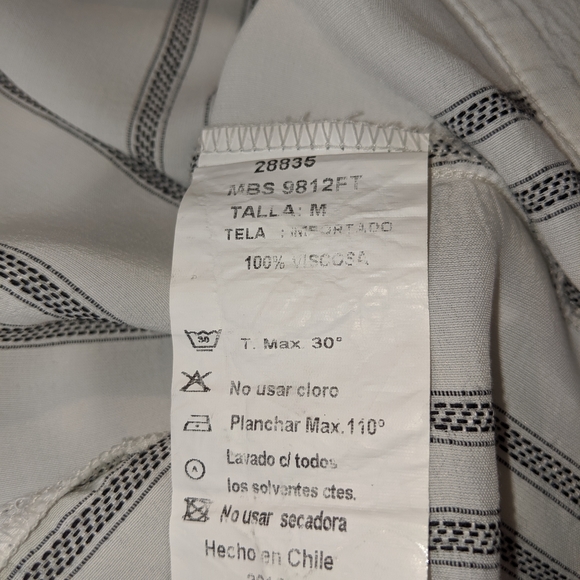 28835
MBS 9812FT
TALLA: M
TELA : IMPORTADO
100% VISCOSA
30
T. Max. 30°
No usar cloro
Planchar Max.110°
A
Lavado c/ todos
los solventes ctes.
No usar secadora
Hecho en Chile